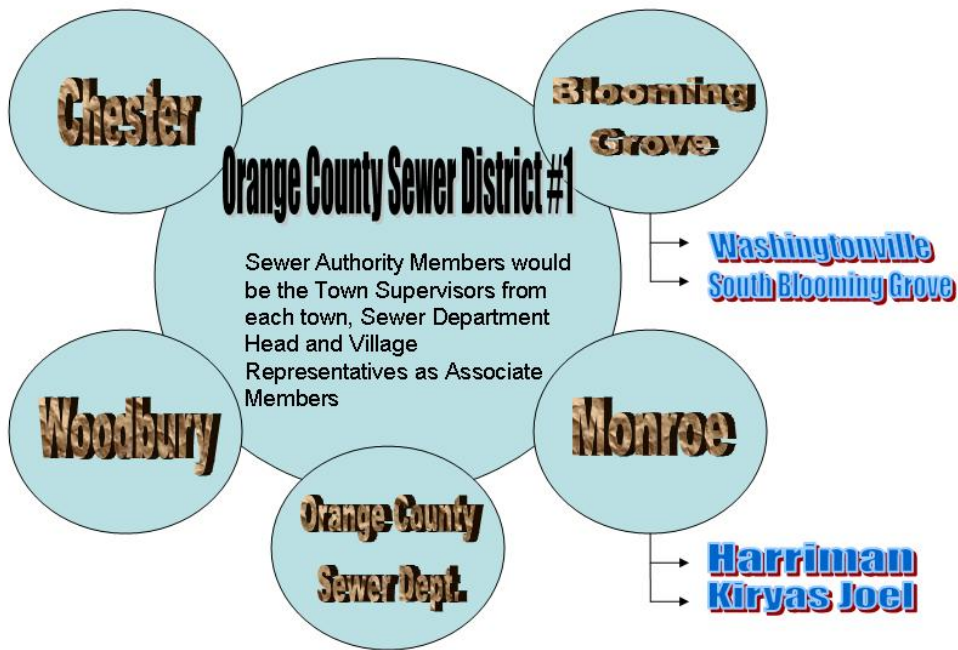 Chester
Blooming
Grove
Orange County Sewer District #1
Washingtonville
South Blooming Grove
Sewer Authority Members would
be the Town Supervisors from
each town, Sewer Department
Head and Village
Representatives as Associate
Members
Woodbury
Monroe
Orange County
Sewer Dept.
Harriman
Kiryas Joel